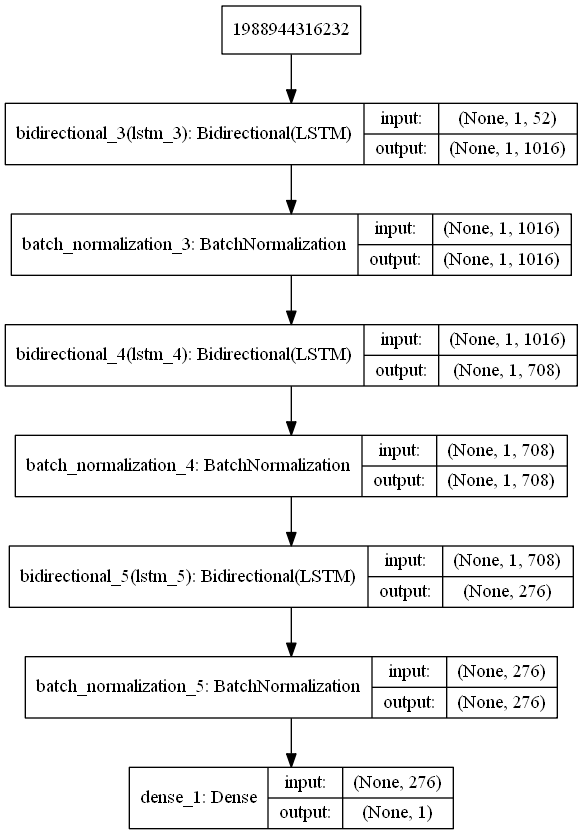 1988944316232
bidirectional_3(lstm_3): Bidirectional(LSTM)
input: (None, 1, 52)
output: (None, 1, 1016)
batch_normalization_3: BatchNormalization
input: (None, 1, 1016)
output: (None, 1, 1016)
bidirectional_4(lstm_4): Bidirectional(LSTM)
input: (None, 1, 1016)
output: (None, 1, 708)
batch_normalization_4: BatchNormalization
input: (None, 1, 708)
output: (None, 1, 708)
bidirectional_5(lstm_5): Bidirectional(LSTM)
input: (None, 1, 708)
output: (None, 276)
batch_normalization_5: BatchNormalization
input: (None, 276)
output: (None, 276)
dense_1: Dense
input: (None, 276)
output: (None, 1)